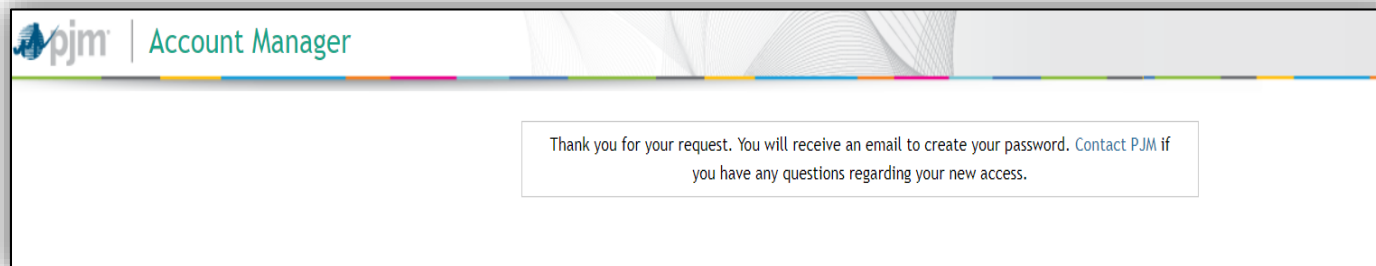 pjm Account Manager
Thank you for your request. You will receive an email to create your password. Contact PJM if
you have any questions regarding your new access.